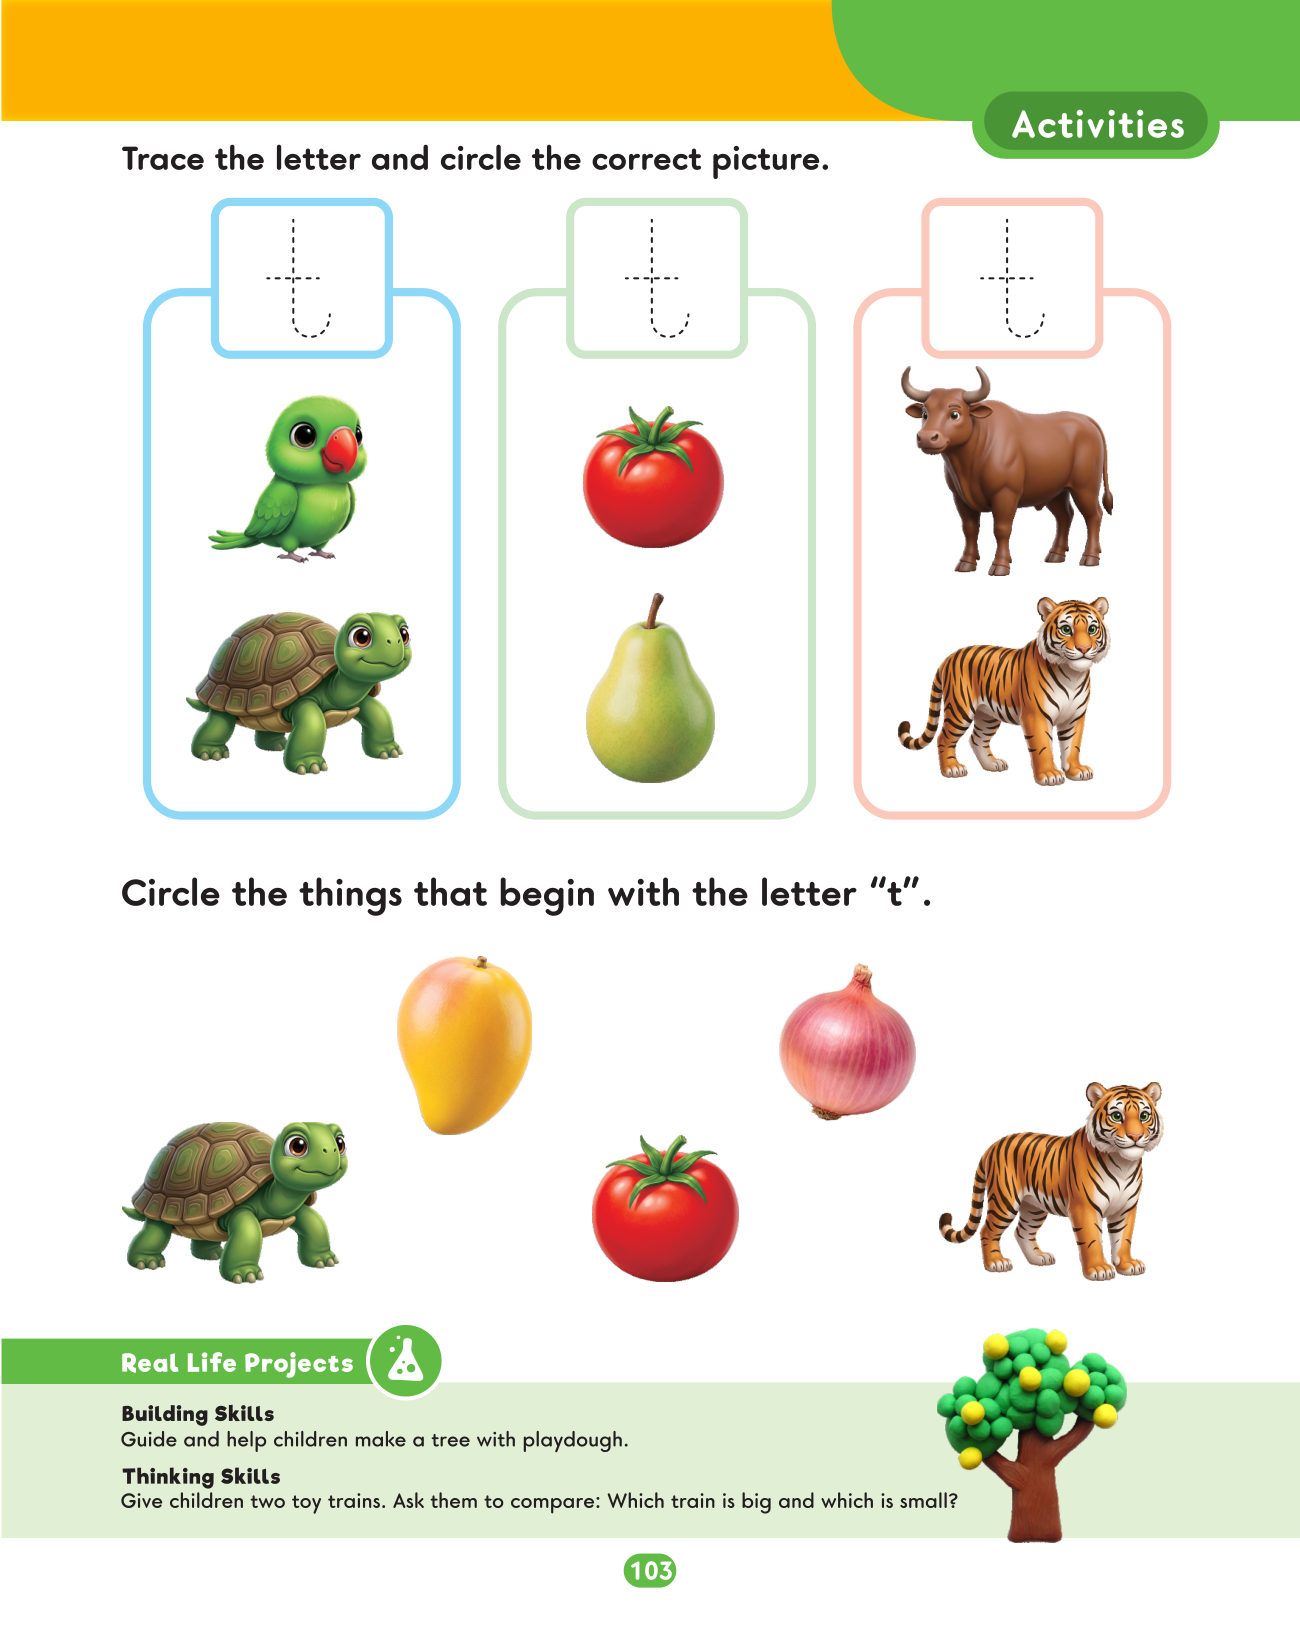 Activities
Trace the letter and circle the correct picture.
t t t
Circle the things that begin with the letter “t”.
Real Life Projects
Building Skills
Guide and help children make a tree with playdough.
Thinking Skills
Give children two toy trains. Ask them to compare: Which train is big and which is small?
103